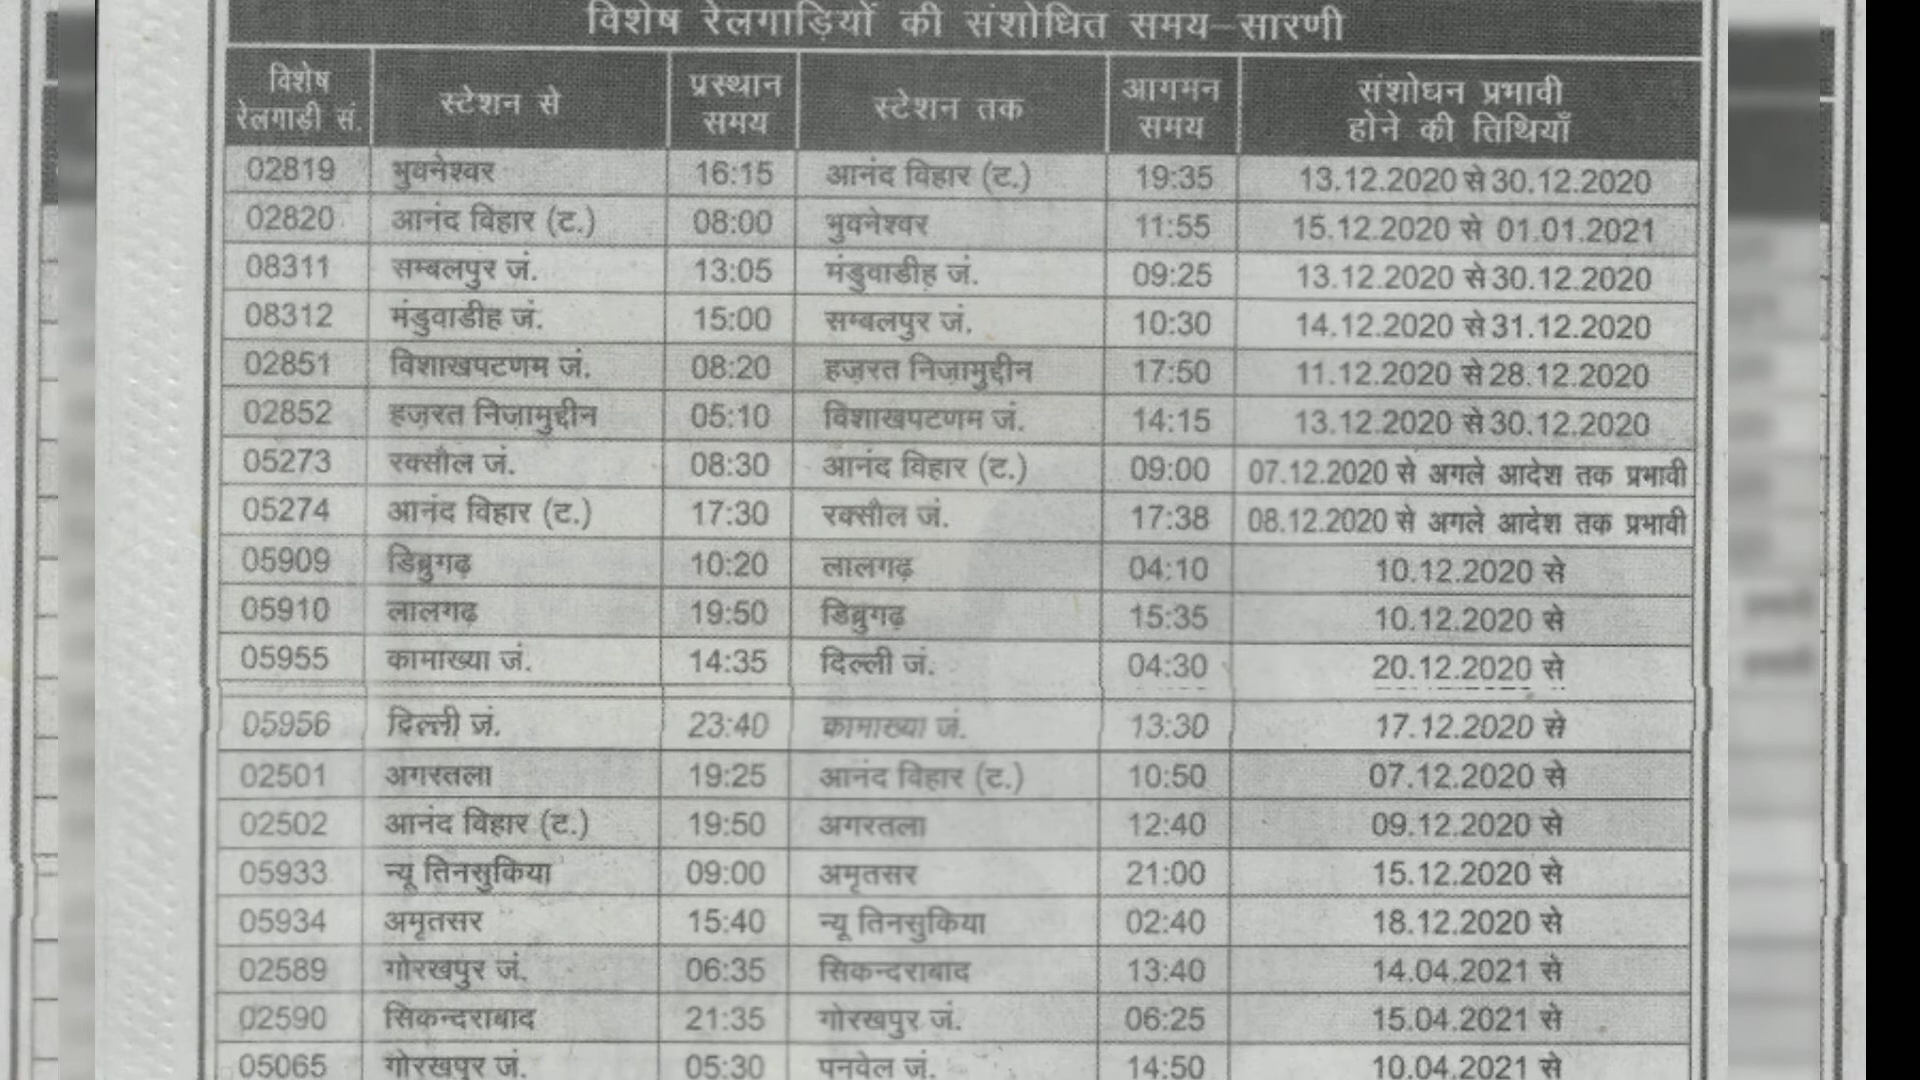 विशेष रेलगाड़ियों की संशोधित समय–सारणी
विशेष रेलगाडी सं. स्टेशन से प्रस्थान समय स्टेशन तक आगमन समय संशोधन प्रभावी होने की तिथियाँ
02819 भुवनेश्वर 16:15 आनंद विहार (ट.) 19:35 13.12.2020 से 30.12.2020
02820 आनंद विहार (ट.) 08:00 भुवनेश्वर 11:55 15.12.2020 से 01.01.2021
08311 सम्बलपुर जं. 13:05 मंडुवाडीह जं. 09:25 13.12.2020 से 30.12.2020
08312 मंडुवाडीह जं. 15:00 सम्बलपुर जं. 10:30 14.12.2020 से 31.12.2020
02851 विशाखपटणम जं. 08:20 हज़रत निजामुद्दीन 17:50 11.12.2020 से 28.12.2020
02852 हज़रत निजामुद्दीन 05:10 विशाखपटणम जं. 14:15 13.12.2020 से 30.12.2020
05273 रक्सौल जं. 08:30 आनंद विहार (ट.) 09:00 07.12.2020 से अगले आदेश तक प्रभावी
05274 आनंद विहार (ट.) 17:30 रक्सौल जं. 17:38 08.12.2020 से अगले आदेश तक प्रभावी
05909 डिब्रुगढ़ 10:20 लालगढ़ 04:10 10.12.2020 से
05910 लालगढ़ 19:50 डिब्रुगढ़ 15:35 10.12.2020 से
05955 कामाख्या जं. 14:35 दिल्ली जं. 04:30 20.12.2020 से
05956 दिल्ली जं. 23:40 कामाख्या जं. 13:30 17.12.2020 से
02501 अगरतला 19:25 आनंद विहार (ट.) 10:50 07.12.2020 से
02502 आनंद विहार (ट.) 19:50 अगरतला 12:40 09.12.2020 से
05933 न्यू तिनसुकिया 09:00 अमृतसर 21:00 15.12.2020 से
05934 अमृतसर 15:40 न्यू तिनसुकिया 02:40 18.12.2020 से
02589 गोरखपुर जं. 06:35 सिकन्दराबाद 13:40 14.04.2021 से
02590 सिकन्दराबाद 21:35 गोरखपुर जं. 06:25 15.04.2021 से
05065 गोरखपुर जं. 05:30 पनवेल जं. 14:50 10.04.2021 से